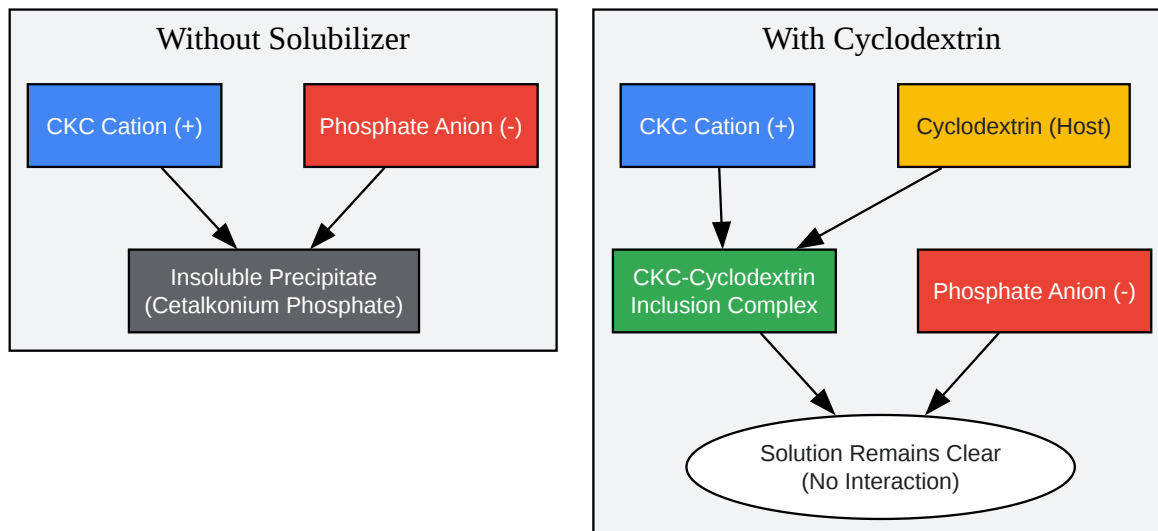 Without Solubilizer
CKC Cation (+)
Phosphate Anion (-)
Insoluble Precipitate
(Cetalkonium Phosphate)
With Cyclodextrin
CKC Cation (+)
Cyclodextrin (Host)
CKC-Cyclodextrin
Inclusion Complex
Phosphate Anion (-)
Solution Remains Clear
(No Interaction)